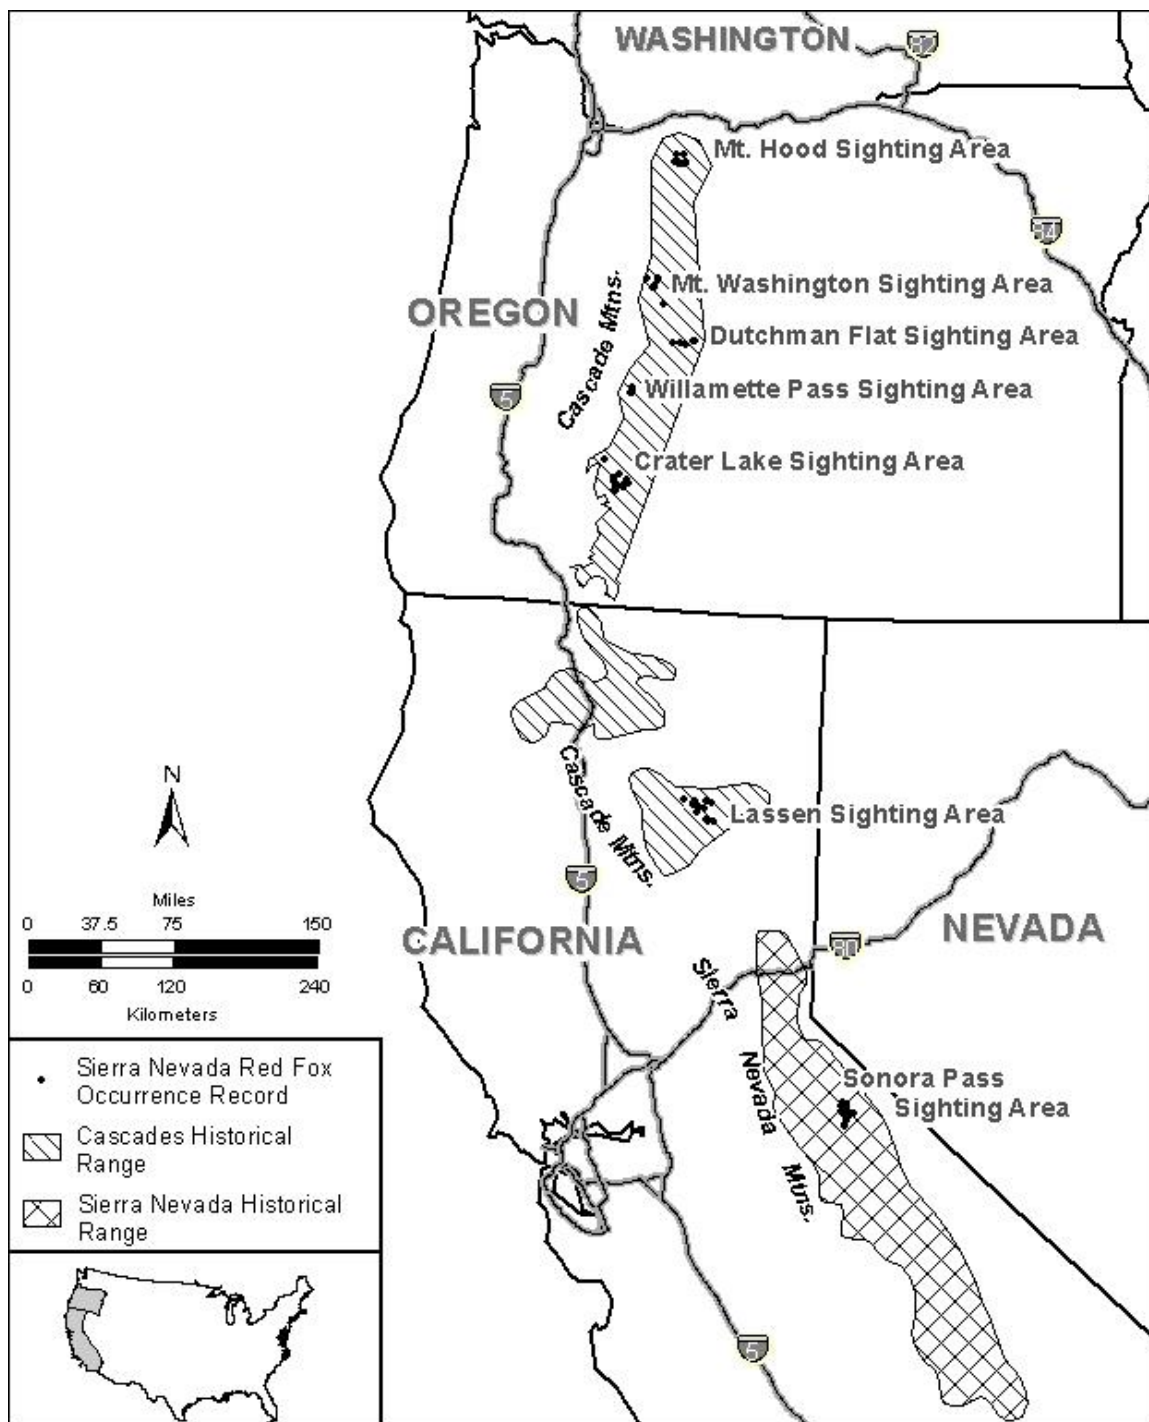 WASHINGTON
82
Mt. Hood Sighting Area
84
Mt. Washington Sighting Area
OREGON
Cascade Mtns.
Dutchman Flat Sighting Area
5
Willamette Pass Sighting Area
Crater Lake Sighting Area
Cascade Mtns.
N
Lassen Sighting Area
5
Miles
0 37.5 75 150
0 60 120 240
Kilometers
CALIFORNIA
NEVADA
80
Sierra
Nevada
Mtns.
Sonora Pass
Sighting Area
Sierra Nevada Red Fox
Occurrence Record
Cascades Historical
Range
Sierra Nevada Historical
Range
5